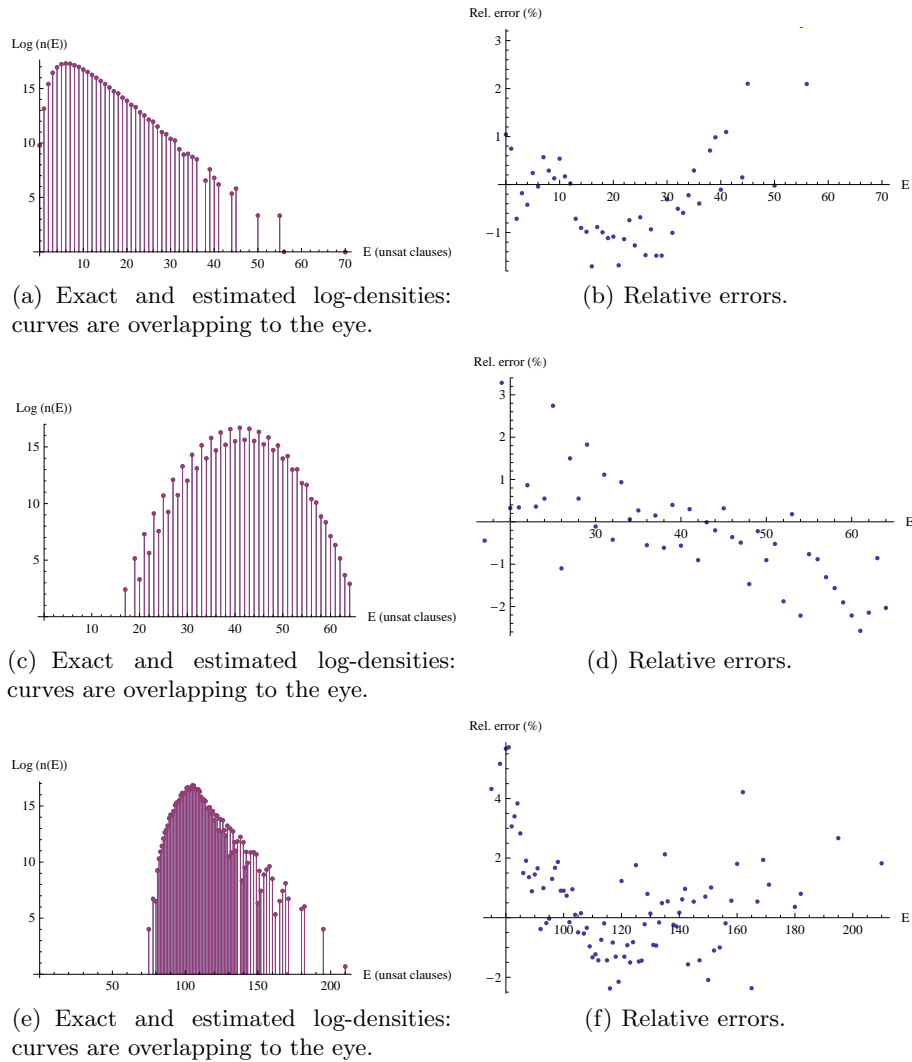 Log (n(E))
15
10
5
10 20 30 40 50 60 70
E (unsat clauses)
(a) Exact and estimated log-densities:
curves are overlapping to the eye.
Rel. error (%)
3
2
1
−1
10 20 30 40 50 60 70
E
(b) Relative errors.
Log (n(E))
15
10
5
10 20 30 40 50 60
E (unsat clauses)
(c) Exact and estimated log-densities:
curves are overlapping to the eye.
Rel. error (%)
3
2
1
−1
−2
30 40 50 60
E
(d) Relative errors.
Log (n(E))
15
10
5
50 100 150 200
E (unsat clauses)
(e) Exact and estimated log-densities:
curves are overlapping to the eye.
Rel. error (%)
4
2
−2
100 120 140 160 180 200
E
(f) Relative errors.